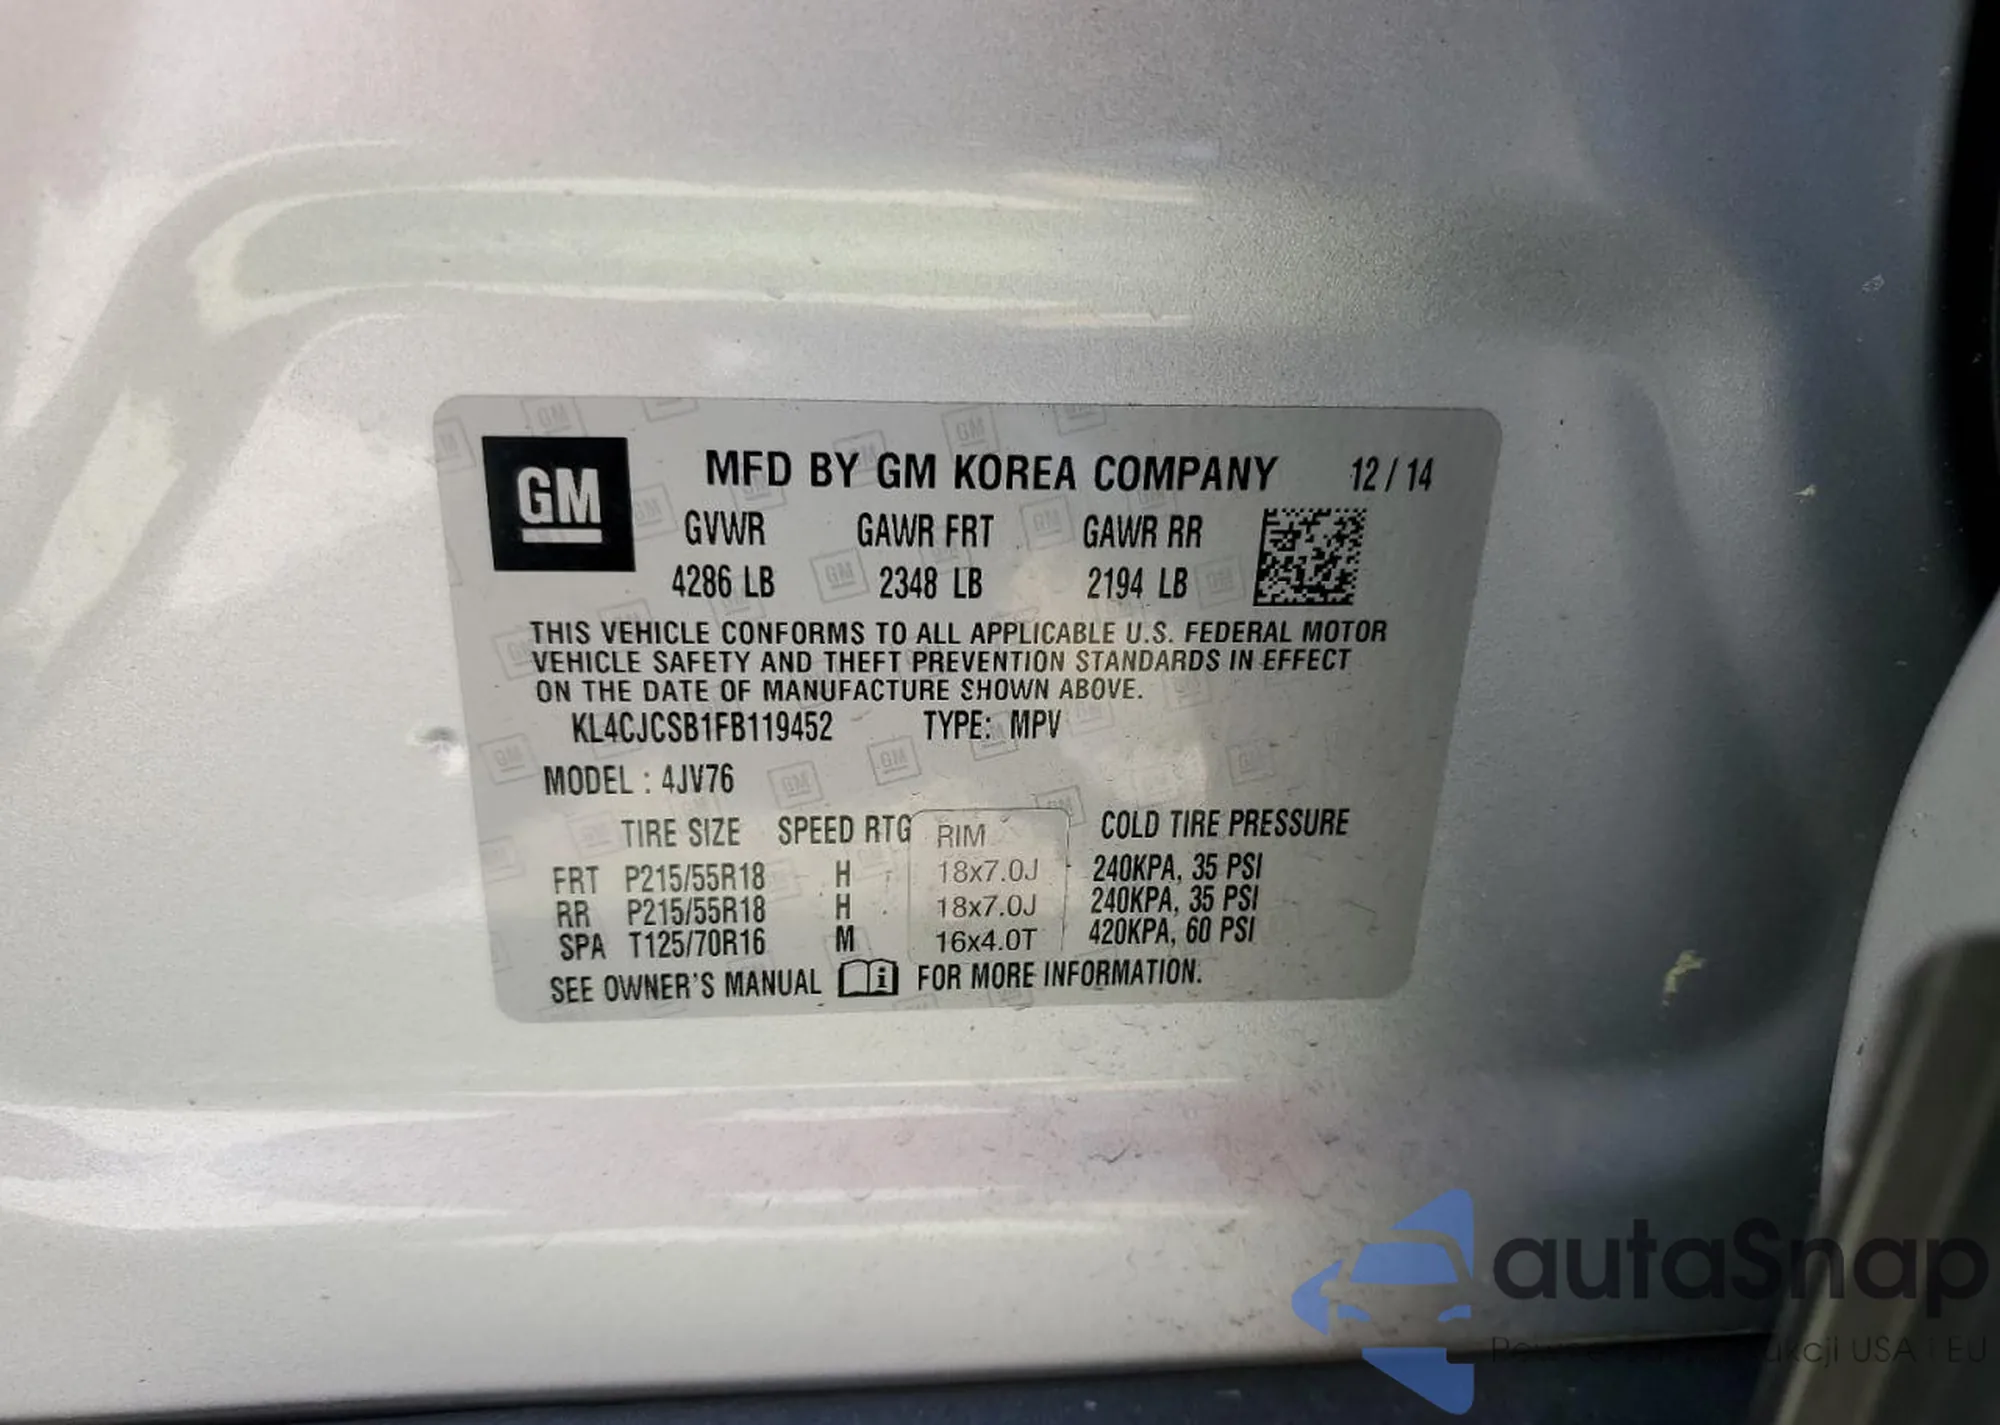 GM
MFD BY GM KOREA COMPANY 12 / 14
GVWR GAWR FRT GAWR RR
4286 LB 2348 LB 2194 LB
THIS VEHICLE CONFORMS TO ALL APPLICABLE U.S. FEDERAL MOTOR
VEHICLE SAFETY AND THEFT PREVENTION STANDARDS IN EFFECT
ON THE DATE OF MANUFACTURE SHOWN ABOVE.
KL4CJCSB1FB119452 TYPE: MPV
MODEL : 4JV76
TIRE SIZE SPEED RTG RIM COLD TIRE PRESSURE
FRT P215/55R18 H 18x7.0J 240KPA, 35 PSI
RR P215/55R18 H 18x7.0J 240KPA, 35 PSI
SPA T125/70R16 M 16x4.0T 420KPA, 60 PSI
SEE OWNER'S MANUAL i FOR MORE INFORMATION.
autaSnap
USA i EU